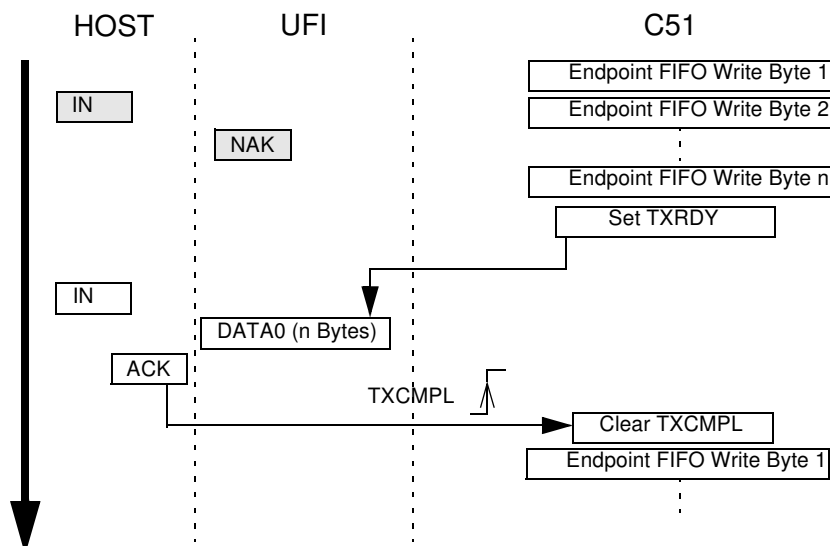 HOST UFI C51
Endpoint FIFO Write Byte 1
IN
Endpoint FIFO Write Byte 2
NAK
Endpoint FIFO Write Byte n
Set TXRDY
IN
DATA0 (n Bytes)
ACK
TXCMPL
Clear TXCMPL
Endpoint FIFO Write Byte 1